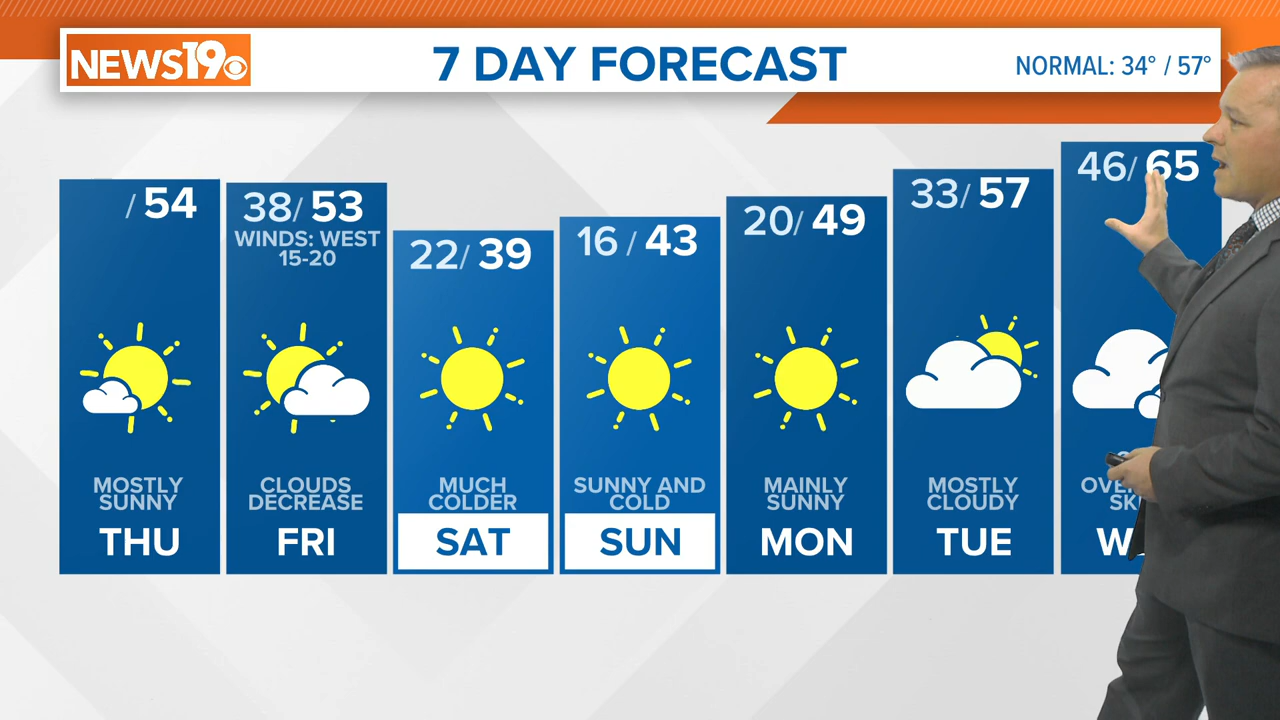 NEWS19
7 DAY FORECAST
NORMAL: 34° / 57°
/ 54
MOSTLY
SUNNY
THU
38/ 53
WINDS: WEST
15-20
CLOUDS
DECREASE
FRI
22/ 39
MUCH
COLDER
SAT
16 / 43
SUNNY AND
COLD
SUN
20/ 49
MAINLY
SUNNY
MON
33/ 57
MOSTLY
CLOUDY
TUE
46/ 65